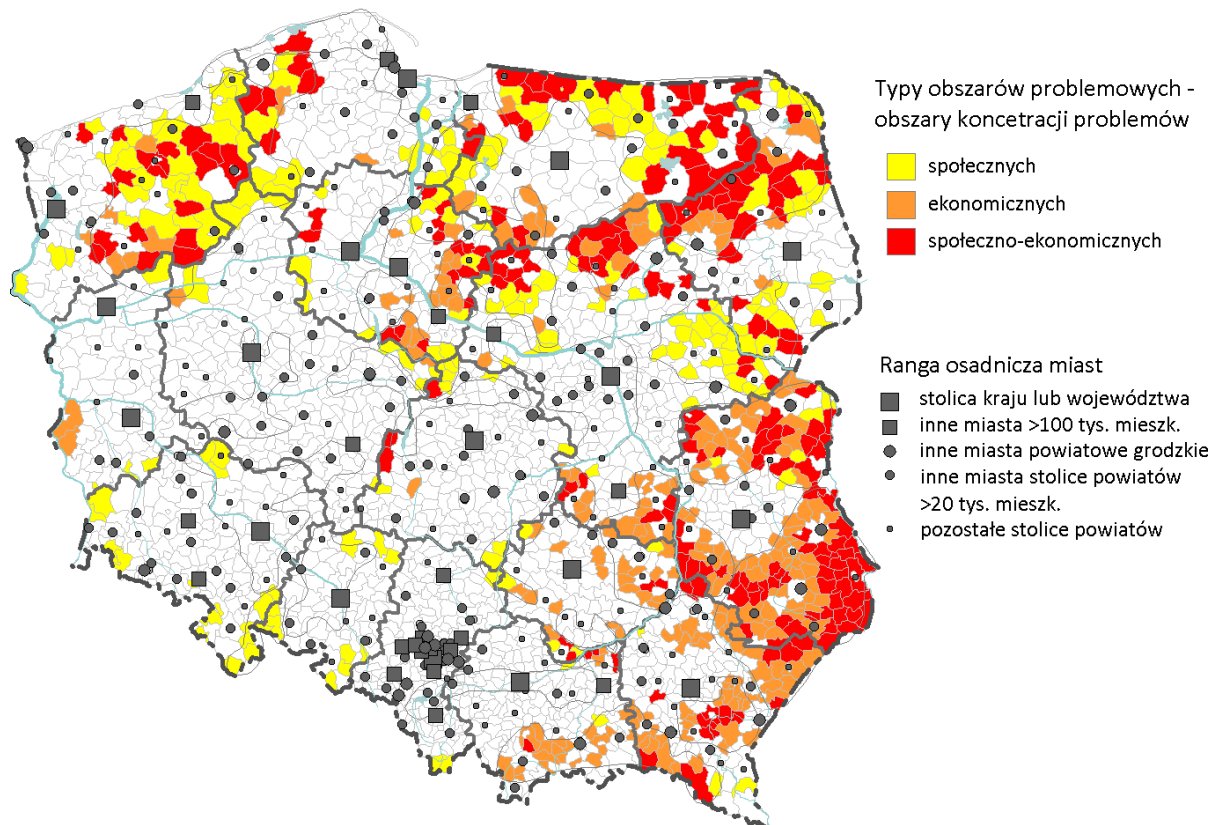 Typy obszarów problemowych -
obszary koncetracji problemów
społecznych
ekonomicznych
społeczno-ekonomicznych
Ranga osadnicza miast
stolica kraju lub województwa
inne miasta >100 tys. mieszk.
inne miasta powiatowe grodzkie
inne miasta stolice powiatów
>20 tys. mieszk.
pozostałe stolice powiatów